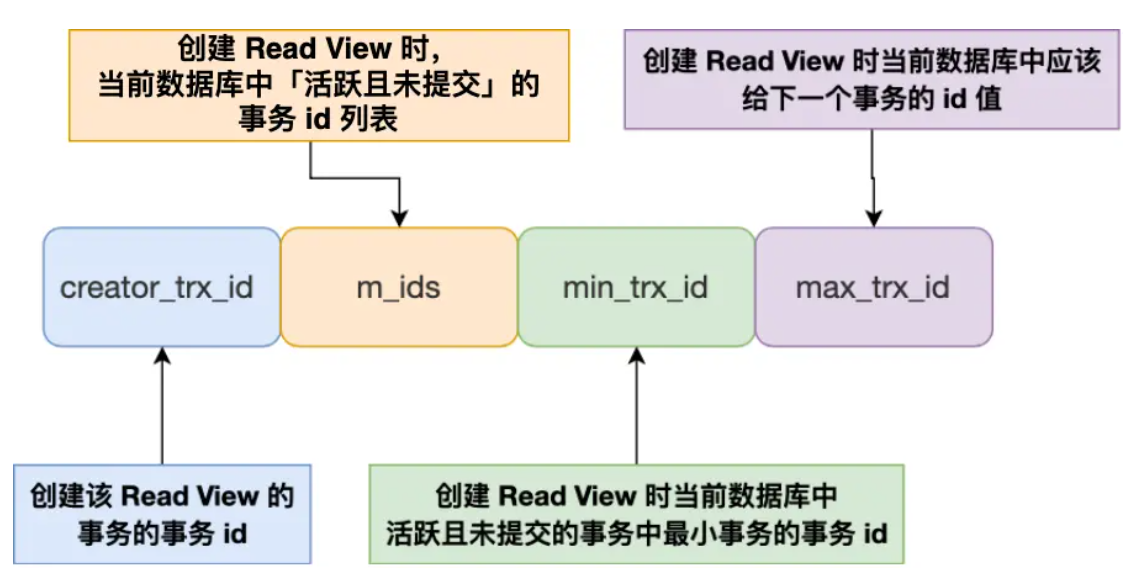 创建 Read View 时，
当前数据库中「活跃且未提交」的
事务 id 列表
创建 Read View 时当前数据库中应该
给下一个事务的 id 值
creator_trx_id
m_ids
min_trx_id
max_trx_id
创建该 Read View 的
事务的事务 id
创建 Read View 时当前数据库中
活跃且未提交的事务中最小事务的事务 id